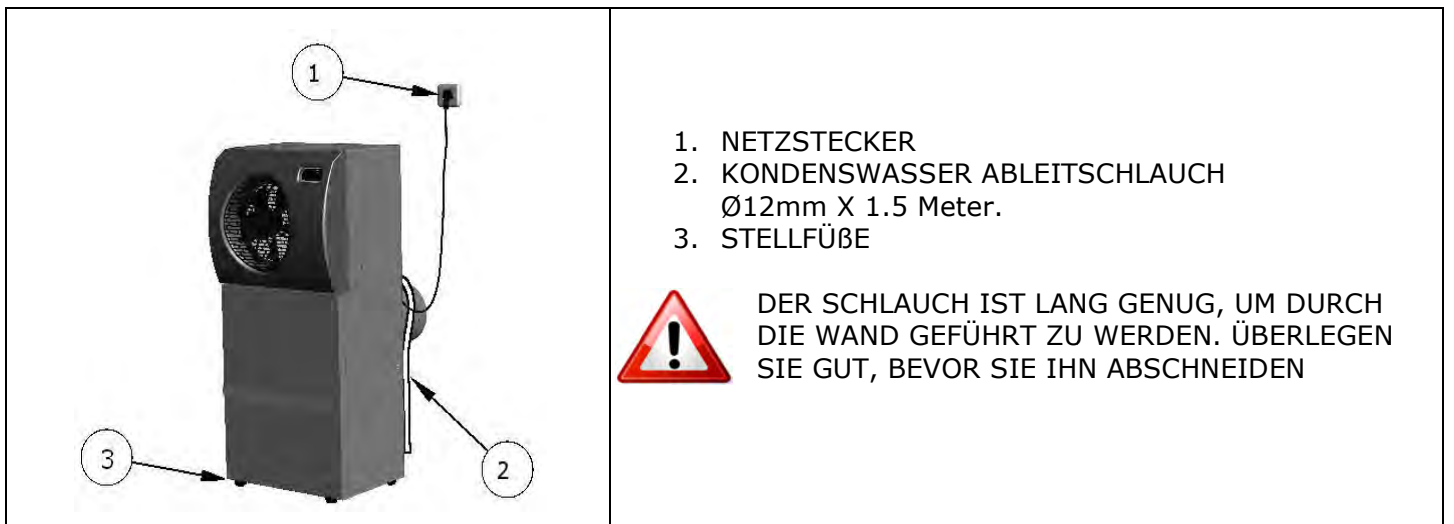 1
2
3
1. NETZSTECKER
2. KONDENSWASSER ABLEITSCHLAUCH
Ø12mm X 1.5 Meter.
3. STELLFÜßE
DER SCHLAUCH IST LANG GENUG, UM DURCH
DIE WAND GEFÜHRT ZU WERDEN. ÜBERLEGEN
SIE GUT, BEVOR SIE IHN ABSCHNEIDEN